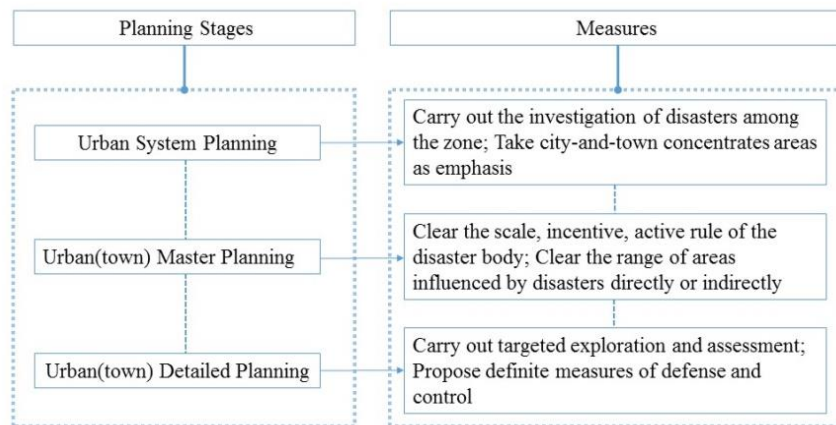 Planning Stages
Measures
Urban System Planning
Carry out the investigation of disasters among
the zone; Take city-and-town concentrates areas
as emphasis
Urban(town) Master Planning
Clear the scale, incentive, active rule of the
disaster body; Clear the range of areas
influenced by disasters directly or indirectly
Urban(town) Detailed Planning
Carry out targeted exploration and assessment;
Propose definite measures of defense and
control